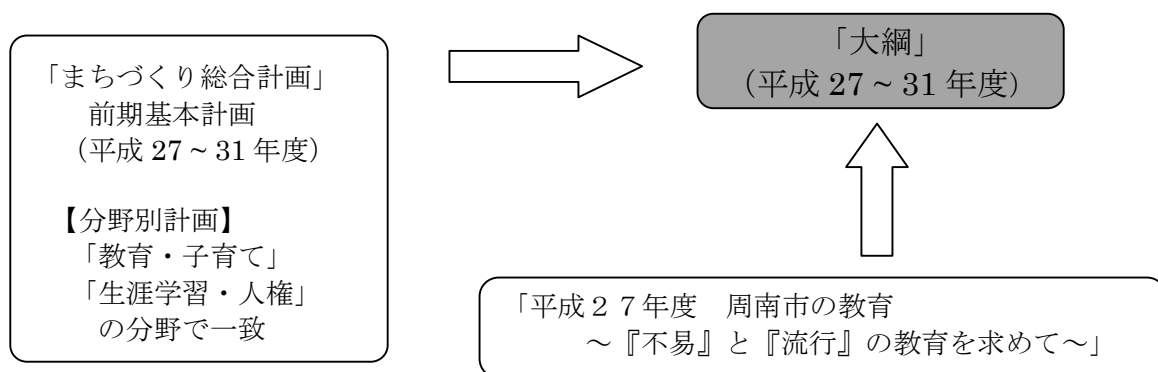 「まちづくり総合計画」
前期基本計画
（平成 27 ~ 31 年度）
【分野別計画】
「教育・子育て」
「生涯学習・人権」
の分野で一致
「大綱」
（平成 27 ~ 31 年度）
「平成２７年度　周南市の教育
～『不易』と『流行』の教育を求めて～」